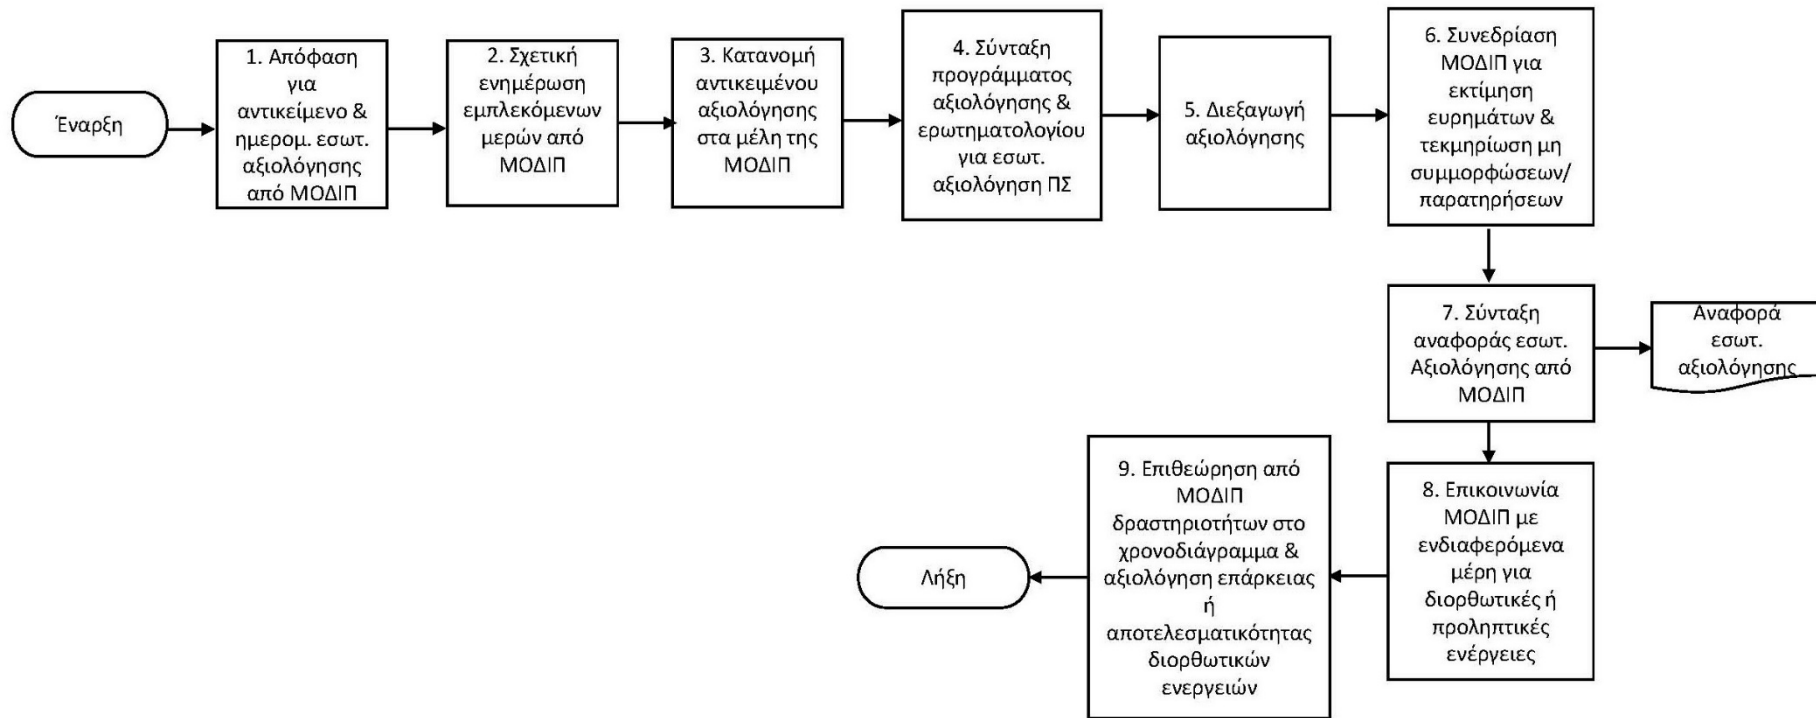 Έναρξη
1. Απόφαση
για
αντικείμενο &
ημερομ. εσωτ.
αξιολόγησης
από ΜΟΔΙΠ
2. Σχετική
ενημέρωση
εμπλεκόμενων
μερών από
ΜΟΔΙΠ
3. Κατανομή
αντικειμένου
αξιολόγησης
στα μέλη της
ΜΟΔΙΠ
4. Σύνταξη
προγράμματος
αξιολόγησης &
ερωτηματολογίου
για εσωτ.
αξιολόγηση ΠΣ
5. Διεξαγωγή
αξιολόγησης
6. Συνεδρίαση
ΜΟΔΙΠ για
εκτίμηση
ευρημάτων &
τεκμηρίωση μη
συμμορφώσεων/
παρατηρήσεων
7. Σύνταξη
αναφοράς εσωτ.
Αξιολόγησης από
ΜΟΔΙΠ
Αναφορά
εσωτ.
αξιολόγησης
8. Επικοινωνία
ΜΟΔΙΠ με
ενδιαφερόμενα
μέρη για
διορθωτικές ή
προληπτικές
ενέργειες
9. Επιθεώρηση από
ΜΟΔΙΠ
δραστηριοτήτων στο
χρονοδιάγραμμα &
αξιολόγηση επάρκειας
ή
αποτελεσματικότητας
διορθωτικών
ενεργειών
Λήξη